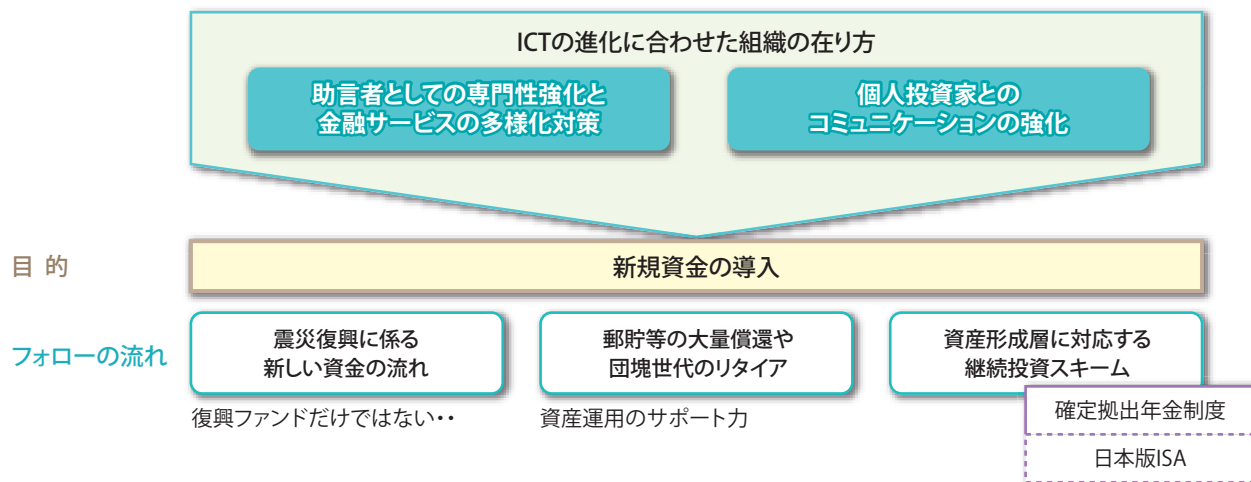 ICTの進化に合わせた組織の在り方
助言者としての専門性強化と
金融サービスの多様化対策
個人投資家との
コミュニケーションの強化
目 的
新規資金の導入
フォローの流れ
震災復興に係る
新しい資金の流れ
郵貯等の大量償還や
団塊世代のリタイア
資産形成層に対応する
継続投資スキーム
復興ファンドだけではない・・
資産運用のサポート力
確定拠出年金制度
日本版ISA